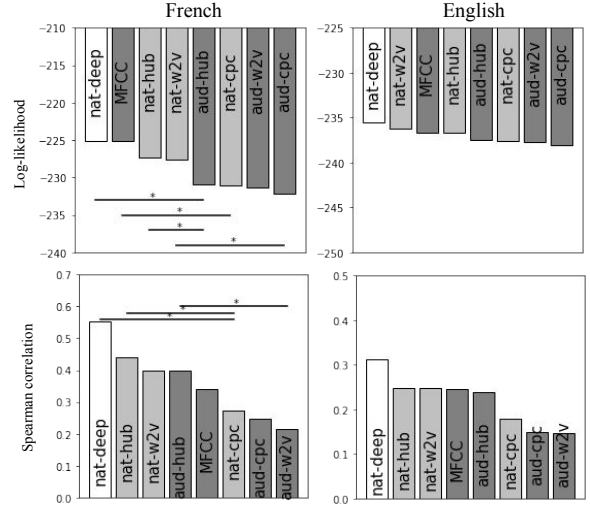 French
English
Log-likelihood
−210
−215
−220
−225
−230
−235
−240
nat-deep
MFCC
nat-hub
nat-w2v
aud-hub
nat-cpc
aud-w2v
aud-cpc
*
*
*
*
−225
−230
−235
−240
−245
−250
nat-deep
nat-w2v
MFCC
nat-hub
aud-hub
nat-cpc
aud-w2v
aud-cpc
Spearman correlation
0.7
0.6
0.5
0.4
0.3
0.2
0.1
0.0
nat-deep
nat-hub
nat-w2v
aud-hub
MFCC
nat-cpc
aud-cpc
aud-w2v
*
*
*
0.5
0.4
0.3
0.2
0.1
0.0
nat-deep
nat-hub
nat-w2v
MFCC
aud-hub
nat-cpc
aud-cpc
aud-w2v